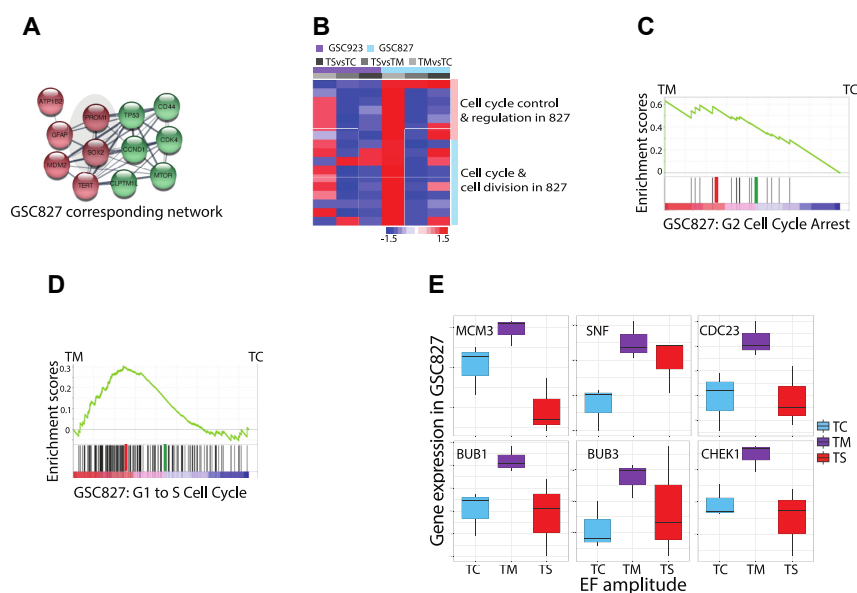 A
ATP1B2
PROM1
TP53
CD44
GFAP
SOX2
CCND1
CDK4
MDM2
TERT
CLPTM1L
MTOR
GSC827 corresponding network
B
GSC923 GSC827
TSvsTC TSvsTM TMvsTC
Cell cycle control
& regulation in 827
Cell cycle &
cell division in 827
-1.5 1.5
C
TM TC
Enrichment scores
0.6
0.4
0.2
0
GSC827: G2 Cell Cycle Arrest
D
TM TC
Enrichment scores
0.3
0.2
0.1
0
GSC827: G1 to S Cell Cycle
E
Gene expression in GSC827
MCM3 SNF CDC23
BUB1 BUB3 CHEK1
TC TM TS TC TM TS TC TM TS
EF amplitude
TC
TM
TS